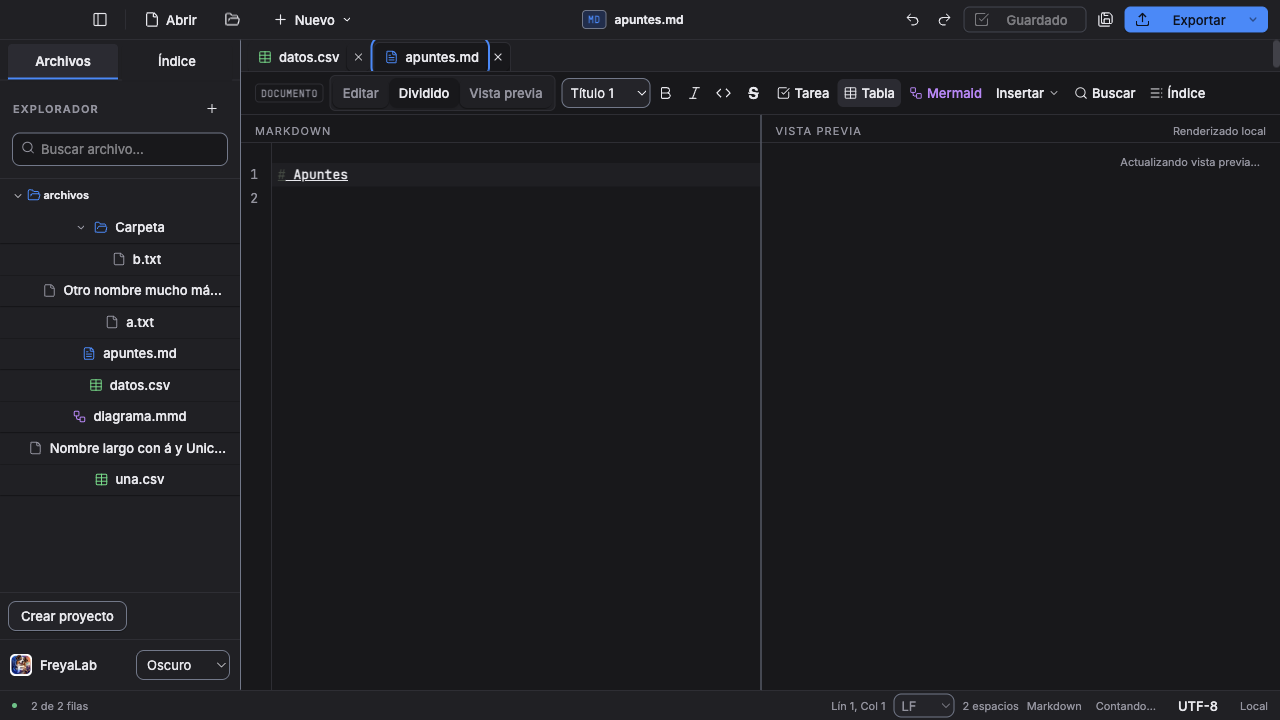 Abrir
Nuevo
MD apuntes.md
Guardado
Exportar
Archivos
Índice
datos.csv
apuntes.md
DOCUMENTO
Editar
Dividido
Vista previa
Título 1
B
I
S
Tarea
Tabla
Mermaid
Insertar
Buscar
Índice
EXPLORADOR
Buscar archivo...
archivos
Carpeta
b.txt
Otro nombre mucho má...
a.txt
apuntes.md
datos.csv
diagrama.mmd
Nombre largo con á y Unic...
una.csv
Crear proyecto
FreyaLab
Oscuro
MARKDOWN
1 # Apuntes
2
VISTA PREVIA
Renderizado local
Actualizando vista previa...
2 de 2 filas
Lín 1, Col 1
LF
2 espacios
Markdown
Contando...
UTF-8
Local